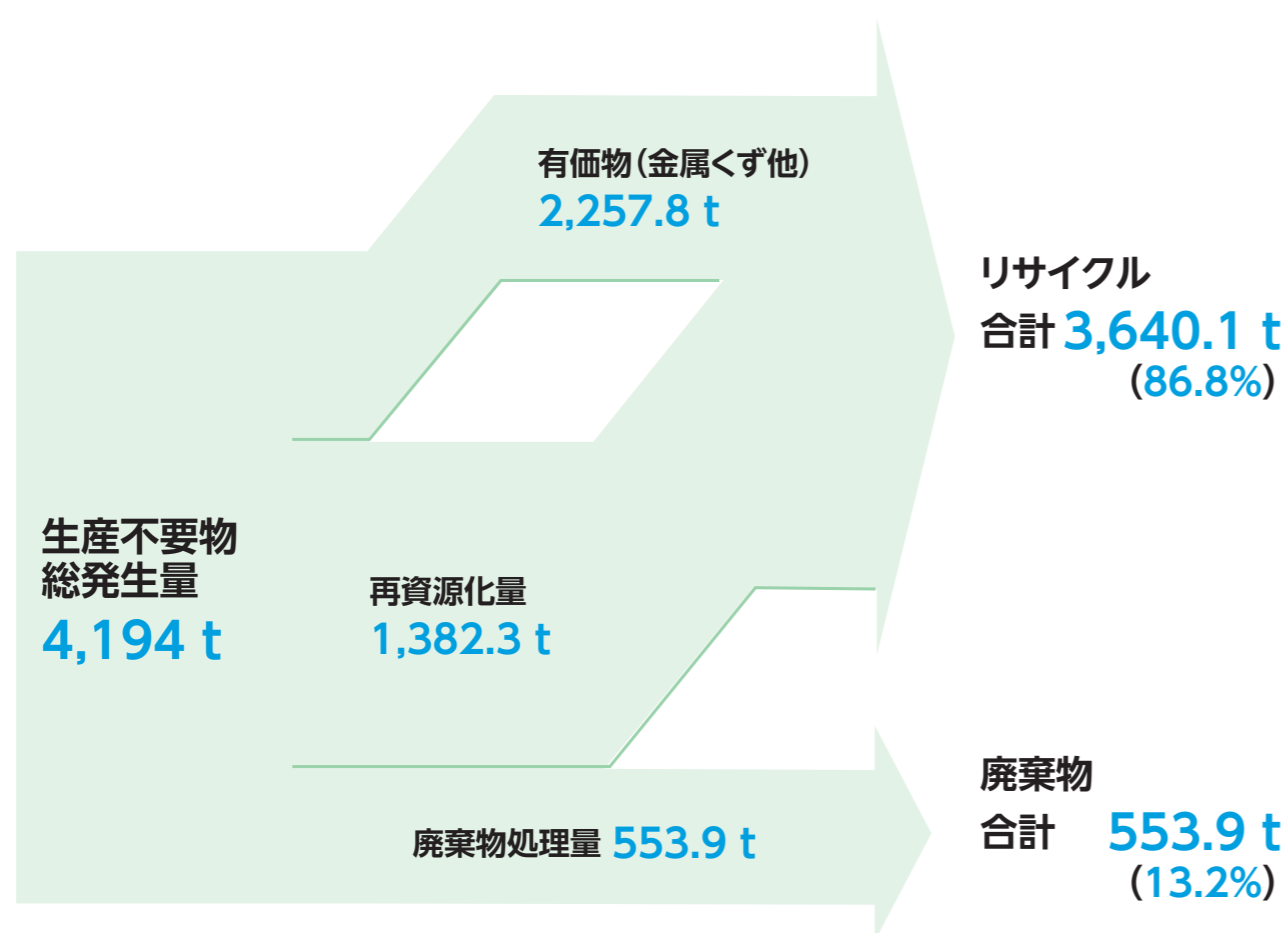 有価物(金属くず他)
2,257.8 t
リサイクル
合計 3,640.1 t
(86.8%)
生産不要物
総発生量
4,194 t
再資源化量
1,382.3 t
廃棄物処理量 553.9 t
廃棄物
合計 553.9 t
(13.2%)